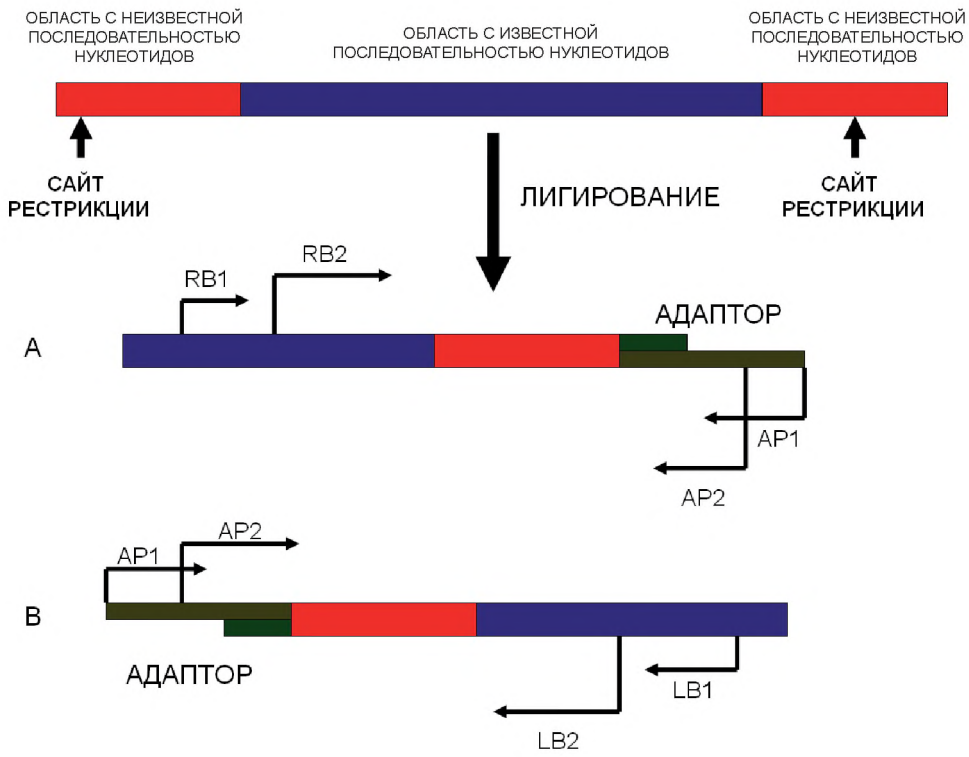 ОБЛАСТЬ С НЕИЗВЕСТНОЙ
ПОСЛЕДОВАТЕЛЬНОСТЬЮ
НУКЛЕОТИДОВ
ОБЛАСТЬ С ИЗВЕСТНОЙ
ПОСЛЕДОВАТЕЛЬНОСТЬЮ НУКЛЕОТИДОВ
ОБЛАСТЬ С НЕИЗВЕСТНОЙ
ПОСЛЕДОВАТЕЛЬНОСТЬЮ
НУКЛЕОТИДОВ
САЙТ
РЕСТРИКЦИИ
ЛИГИРОВАНИЕ
САЙТ
РЕСТРИКЦИИ
RB1
RB2
АДАПТОР
A
AP1
AP2
AP1
AP2
B
АДАПТОР
LB1
LB2